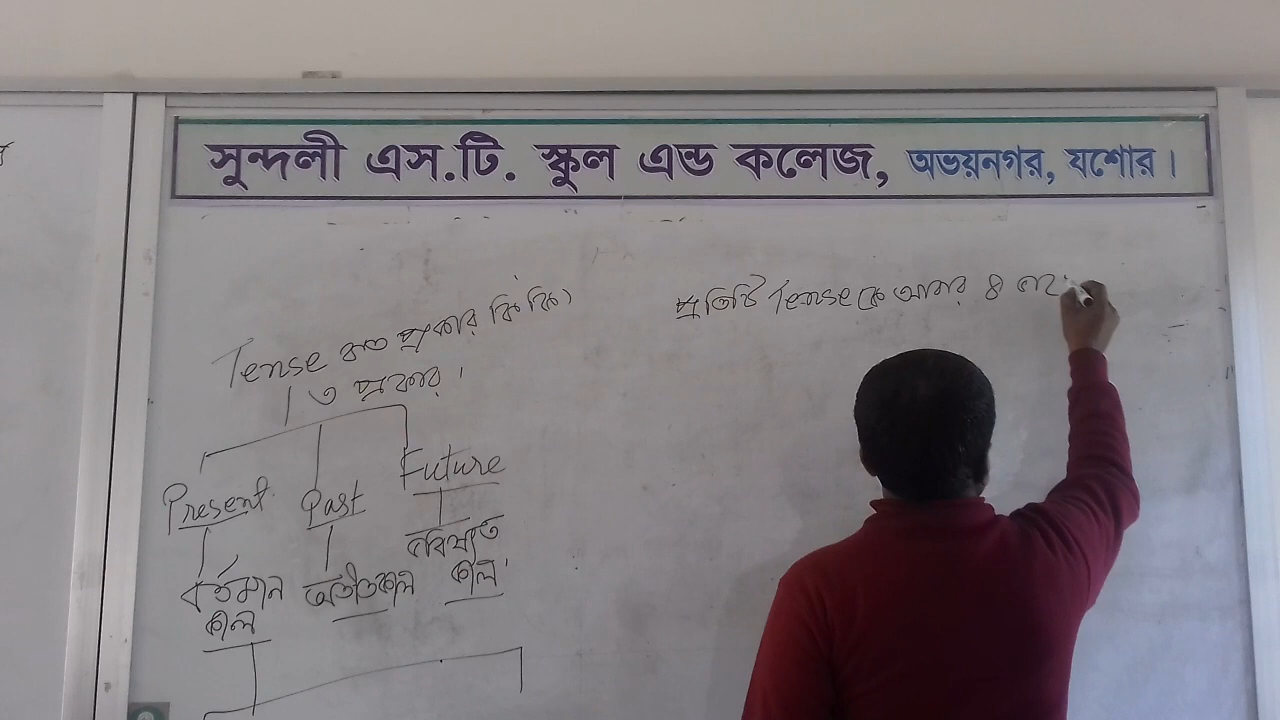 সুন্দলী এস.টি. স্কুল এন্ড কলেজ, অভয়নগর, যশোর।
Tense কত প্রকার কি কি?
৩ প্রকার।
Present Past Future
বর্তমান কাল অতীতকাল ভবিষ্যত কাল।
প্রতিটি Tense কে আবার ৪